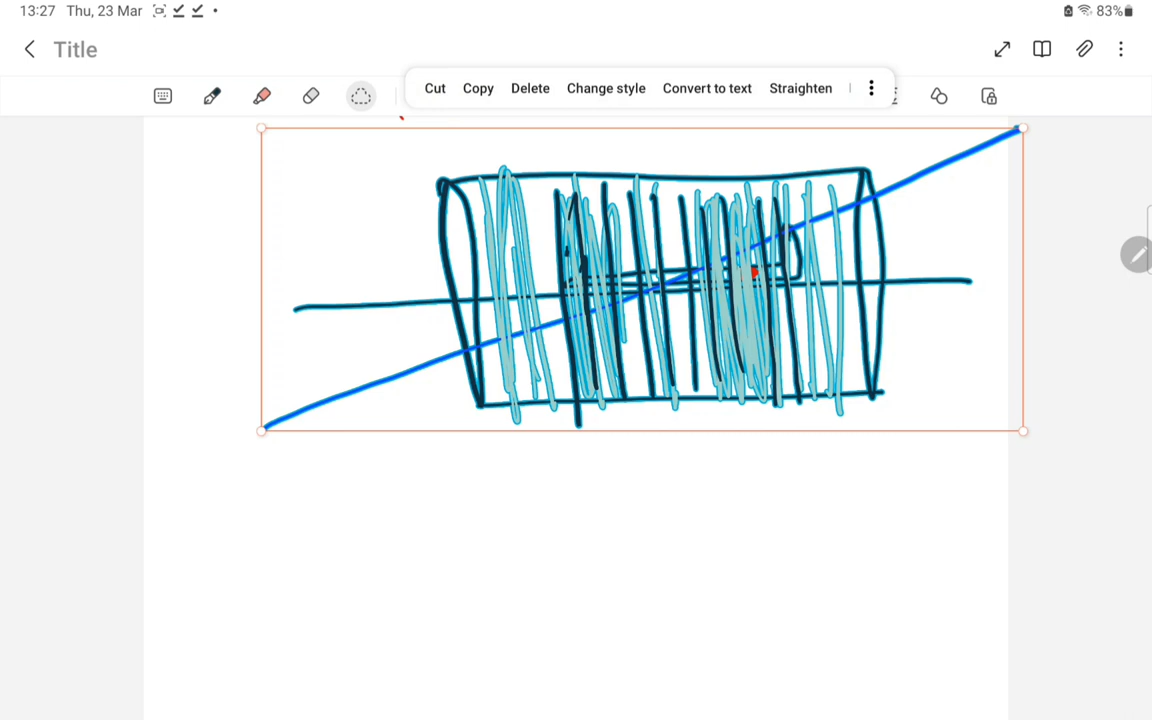 13:27 Thu, 23 Mar 83%
Title
Cut Copy Delete Change style Convert to text Straighten